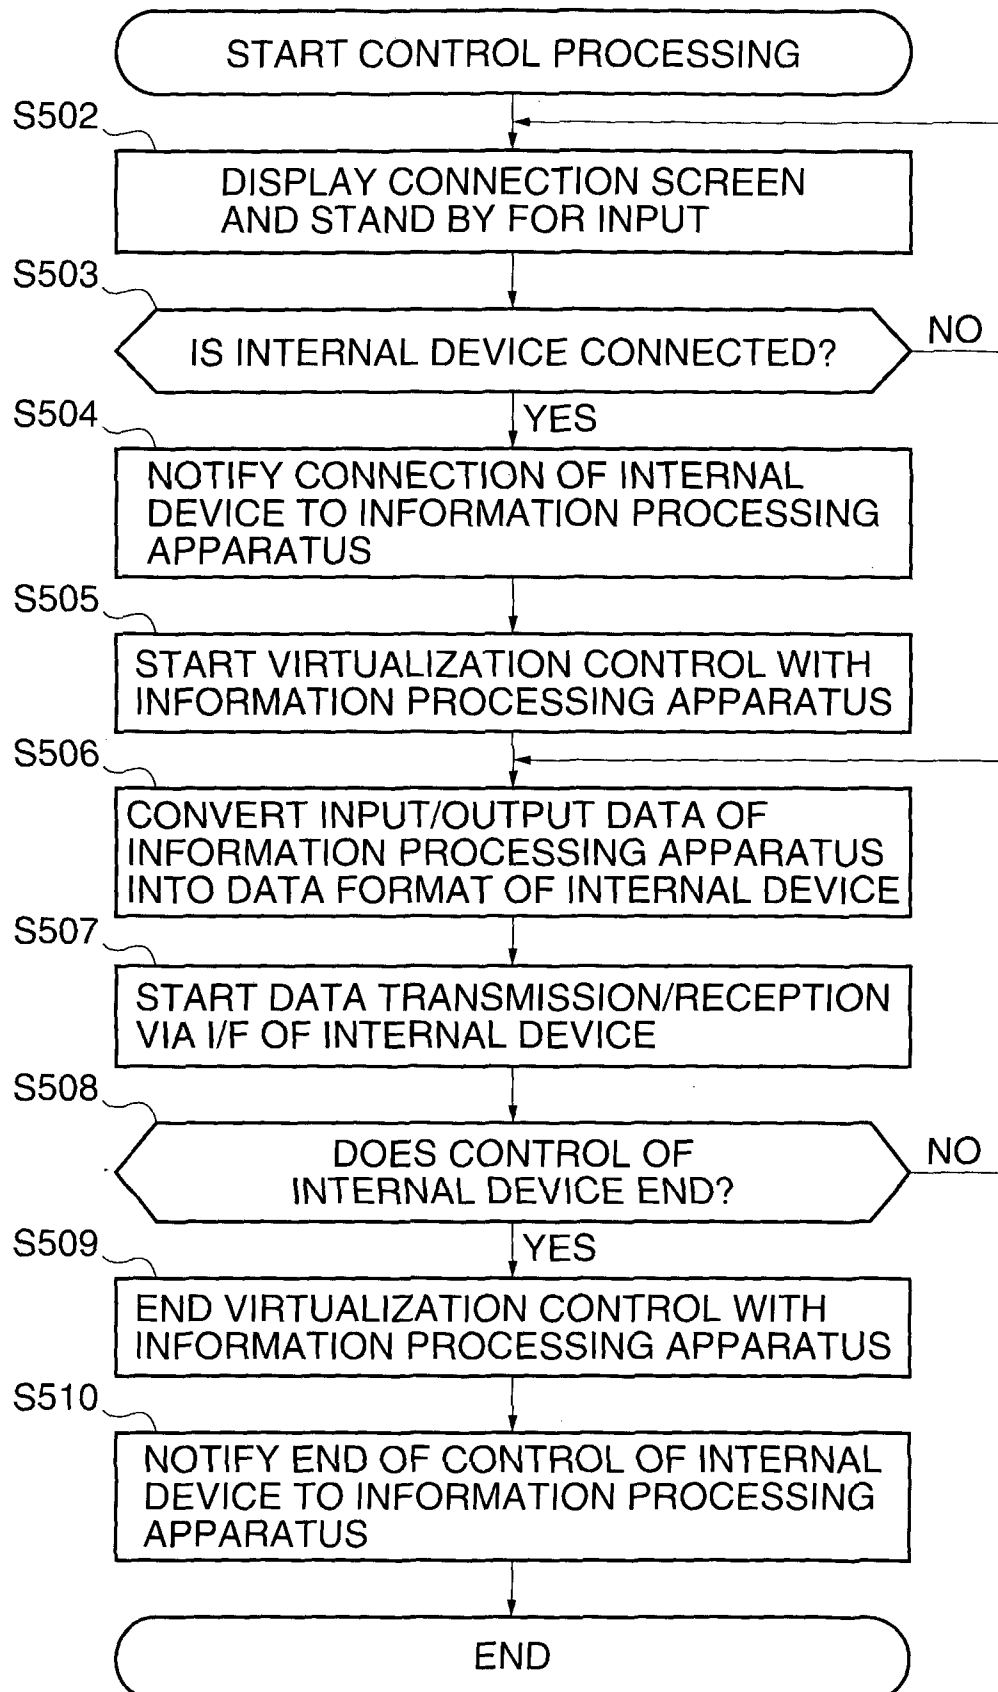 START CONTROL PROCESSING
S502
DISPLAY CONNECTION SCREEN
AND STAND BY FOR INPUT
S503
IS INTERNAL DEVICE CONNECTED?
NO
YES
S504
NOTIFY CONNECTION OF INTERNAL
DEVICE TO INFORMATION PROCESSING
APPARATUS
S505
START VIRTUALIZATION CONTROL WITH
INFORMATION PROCESSING APPARATUS
S506
CONVERT INPUT/OUTPUT DATA OF
INFORMATION PROCESSING APPARATUS
INTO DATA FORMAT OF INTERNAL DEVICE
S507
START DATA TRANSMISSION/RECEPTION
VIA I/F OF INTERNAL DEVICE
S508
DOES CONTROL OF
INTERNAL DEVICE END?
NO
YES
S509
END VIRTUALIZATION CONTROL WITH
INFORMATION PROCESSING APPARATUS
S510
NOTIFY END OF CONTROL OF INTERNAL
DEVICE TO INFORMATION PROCESSING
APPARATUS
END